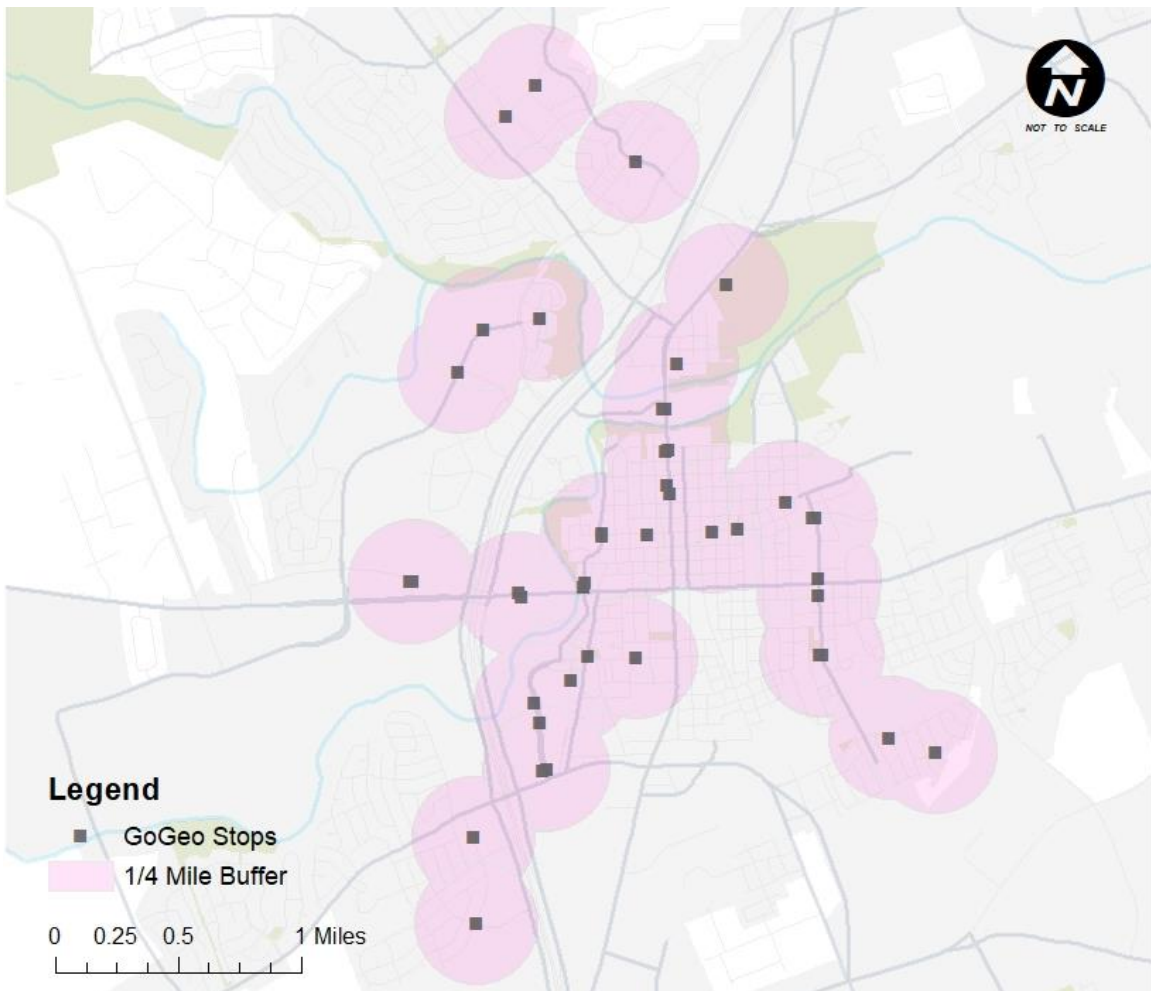 N
NOT TO SCALE
Legend
GoGeo Stops
1/4 Mile Buffer
0 0.25 0.5 1 Miles